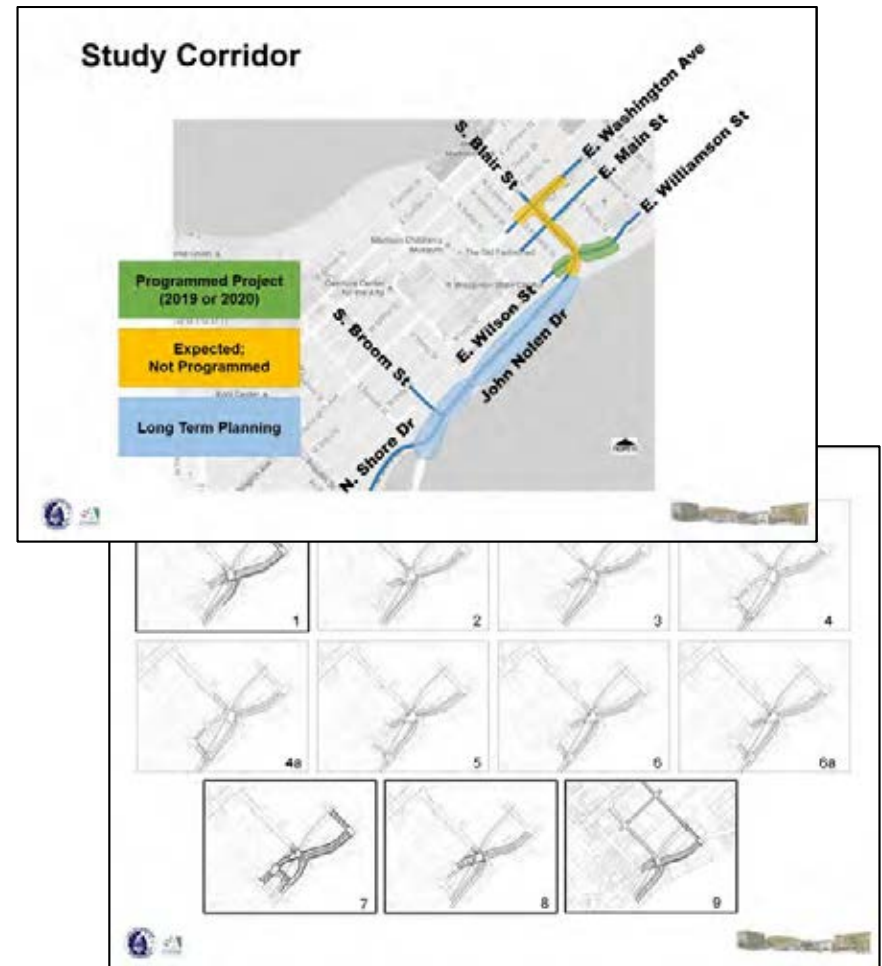 Study Corridor
E. Washington Ave
E. Main St
E. Williamson St
S. Blair St
Programmed Project
(2019 or 2020)
Expected;
Not Programmed
Long Term Planning
E. Wilson St
S. Broom St
John Nolen Dr
N. Shore Dr
1
2
3
4
4a
5
6
6a
7
8
9